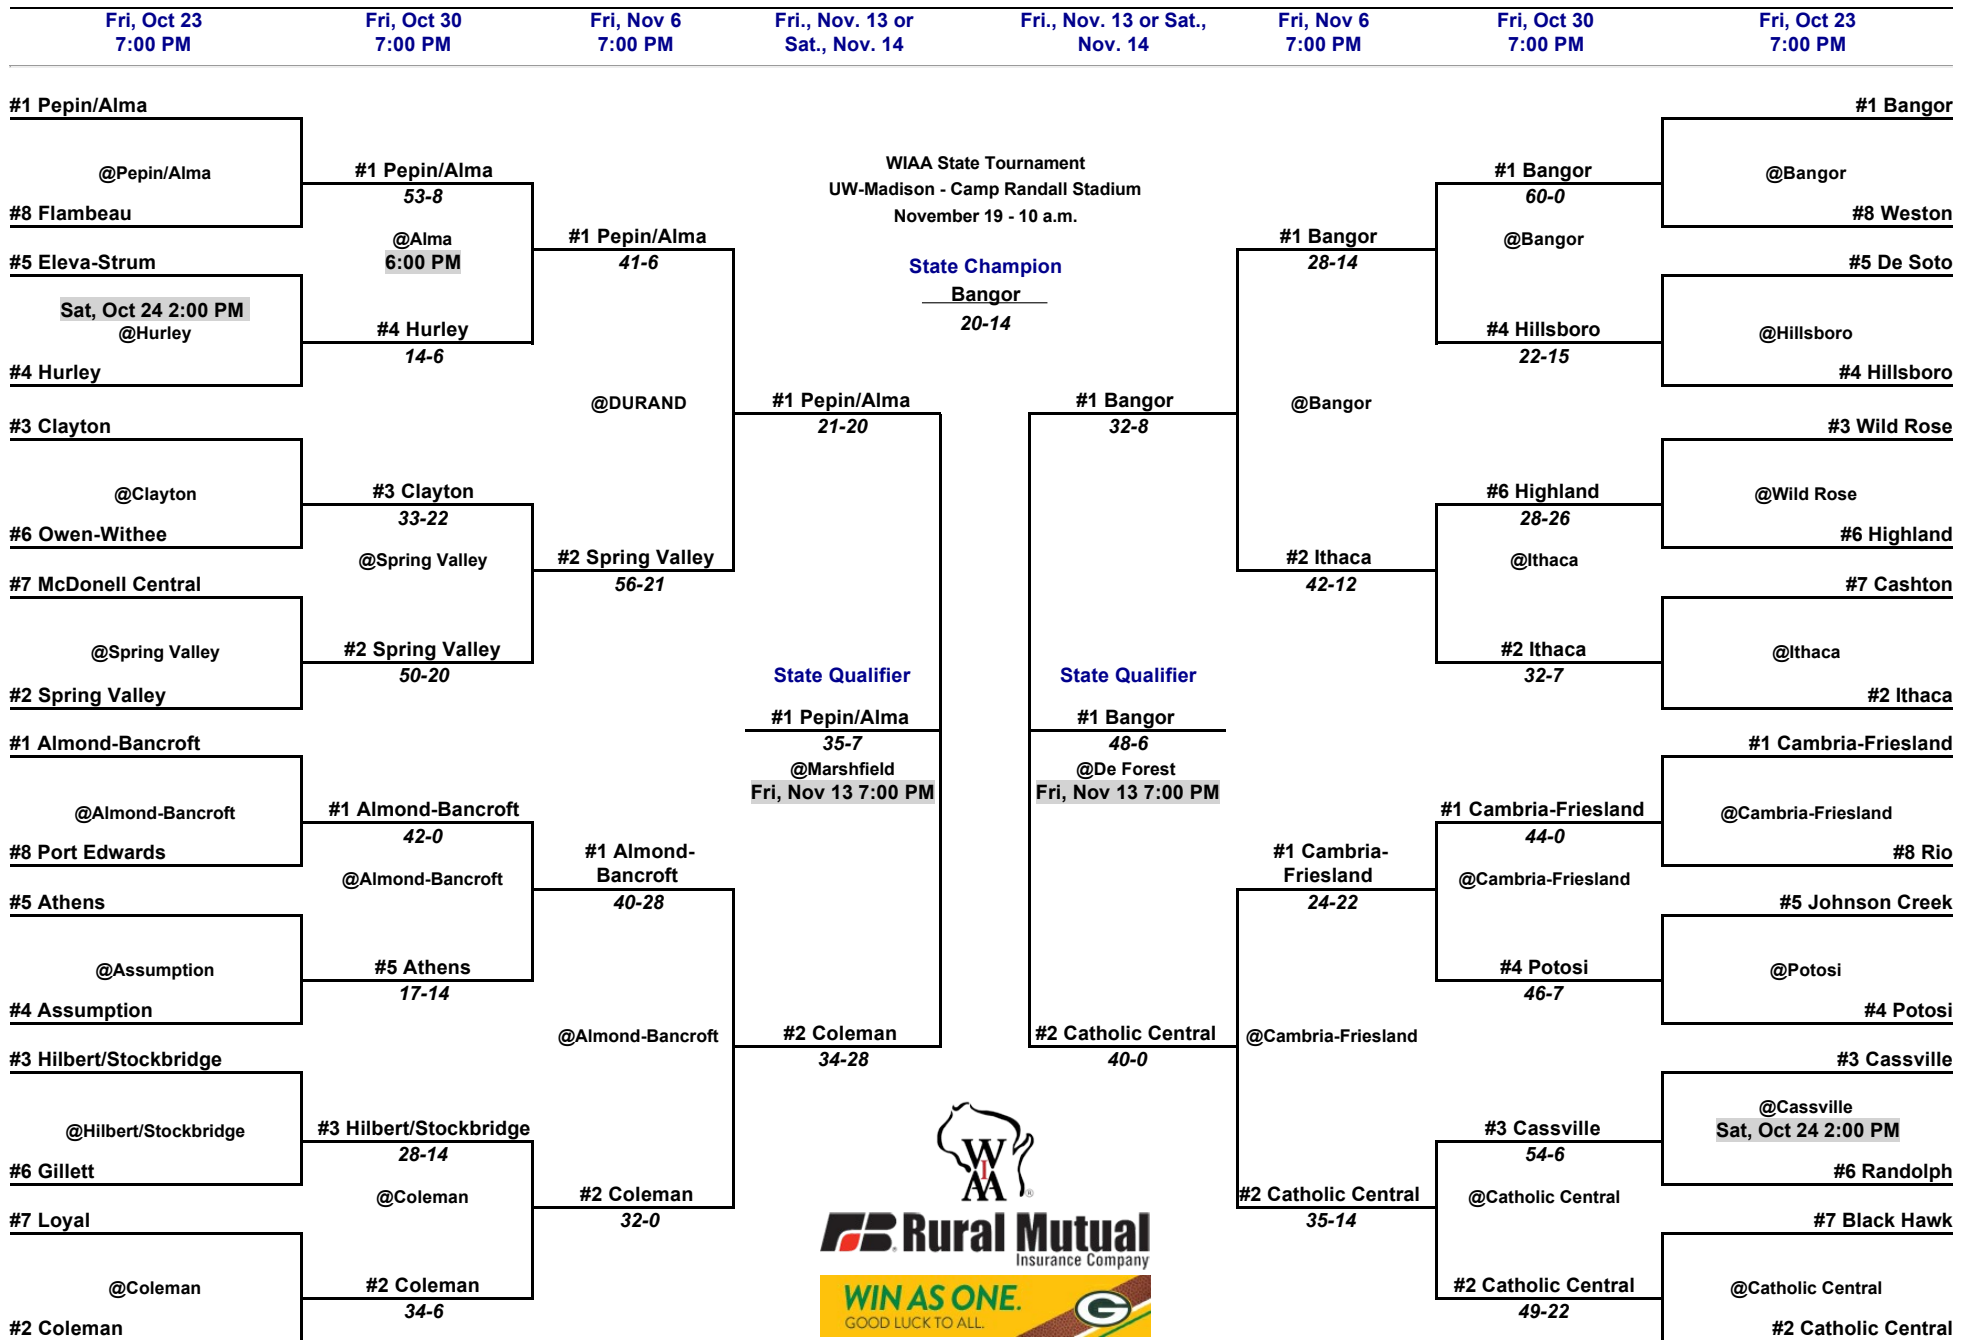 Fri, Oct 23
7:00 PM
Fri, Oct 30
7:00 PM
Fri, Nov 6
7:00 PM
Fri., Nov. 13 or
Sat., Nov. 14
Fri., Nov. 13 or Sat.,
Nov. 14
Fri, Nov 6
7:00 PM
Fri, Oct 30
7:00 PM
Fri, Oct 23
7:00 PM
#1 Pepin/Alma
@Pepin/Alma
#8 Flambeau
#5 Eleva-Strum
Sat, Oct 24 2:00 PM
@Hurley
#4 Hurley
#3 Clayton
@Clayton
#6 Owen-Withee
#7 McDonell Central
@Spring Valley
#2 Spring Valley
#1 Almond-Bancroft
@Almond-Bancroft
#8 Port Edwards
#5 Athens
@Assumption
#4 Assumption
#3 Hilbert/Stockbridge
@Hilbert/Stockbridge
#6 Gillett
#7 Loyal
@Coleman
#2 Coleman
#1 Pepin/Alma
53-8
@Alma
6:00 PM
#4 Hurley
14-6
#3 Clayton
33-22
@Spring Valley
#2 Spring Valley
50-20
#1 Almond-Bancroft
42-0
@Almond-Bancroft
#5 Athens
17-14
#3 Hilbert/Stockbridge
28-14
@Coleman
#2 Coleman
34-6
#1 Pepin/Alma
41-6
@DURAND
#2 Spring Valley
56-21
#1 Almond-
Bancroft
40-28
@Almond-Bancroft
#2 Coleman
32-0
#1 Pepin/Alma
21-20
State Qualifier
#1 Pepin/Alma
35-7
@Marshfield
Fri, Nov 13 7:00 PM
#2 Coleman
34-28
WIAA State Tournament
UW-Madison - Camp Randall Stadium
November 19 - 10 a.m.
State Champion
Bangor
20-14
#1 Bangor
32-8
State Qualifier
#1 Bangor
48-6
@De Forest
Fri, Nov 13 7:00 PM
#2 Catholic Central
40-0
WIAA
®
FB Rural Mutual
Insurance Company
WIN AS ONE.
GOOD LUCK TO ALL.
G
#1 Bangor
28-14
@Bangor
#2 Ithaca
42-12
#1 Cambria-
Friesland
24-22
@Cambria-Friesland
#2 Catholic Central
35-14
#1 Bangor
60-0
@Bangor
#4 Hillsboro
22-15
#6 Highland
28-26
@Ithaca
#2 Ithaca
32-7
#1 Cambria-Friesland
44-0
@Cambria-Friesland
#4 Potosi
46-7
#3 Cassville
54-6
@Catholic Central
#2 Catholic Central
49-22
#1 Bangor
@Bangor
#8 Weston
#5 De Soto
@Hillsboro
#4 Hillsboro
#3 Wild Rose
@Wild Rose
#6 Highland
#7 Cashton
@Ithaca
#2 Ithaca
#1 Cambria-Friesland
@Cambria-Friesland
#8 Rio
#5 Johnson Creek
@Potosi
#4 Potosi
#3 Cassville
@Cassville
Sat, Oct 24 2:00 PM
#6 Randolph
#7 Black Hawk
@Catholic Central
#2 Catholic Central